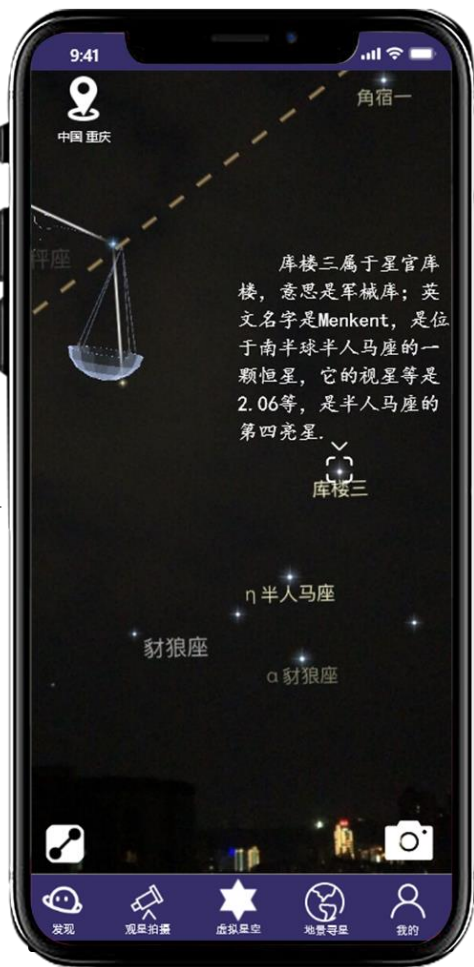 9:41
中国 重庆
角宿一
秤座
库楼三属于星官库
楼，意思是军械库；英
文名字是Menkent，是位
于南半球半人马座的一
颗恒星，它的视星等是
2.06等，是半人马座的
第四亮星.
库楼三
η半人马座
豺狼座
α豺狼座
发现
观星拍摄
虚拟星空
地景寻星
我的